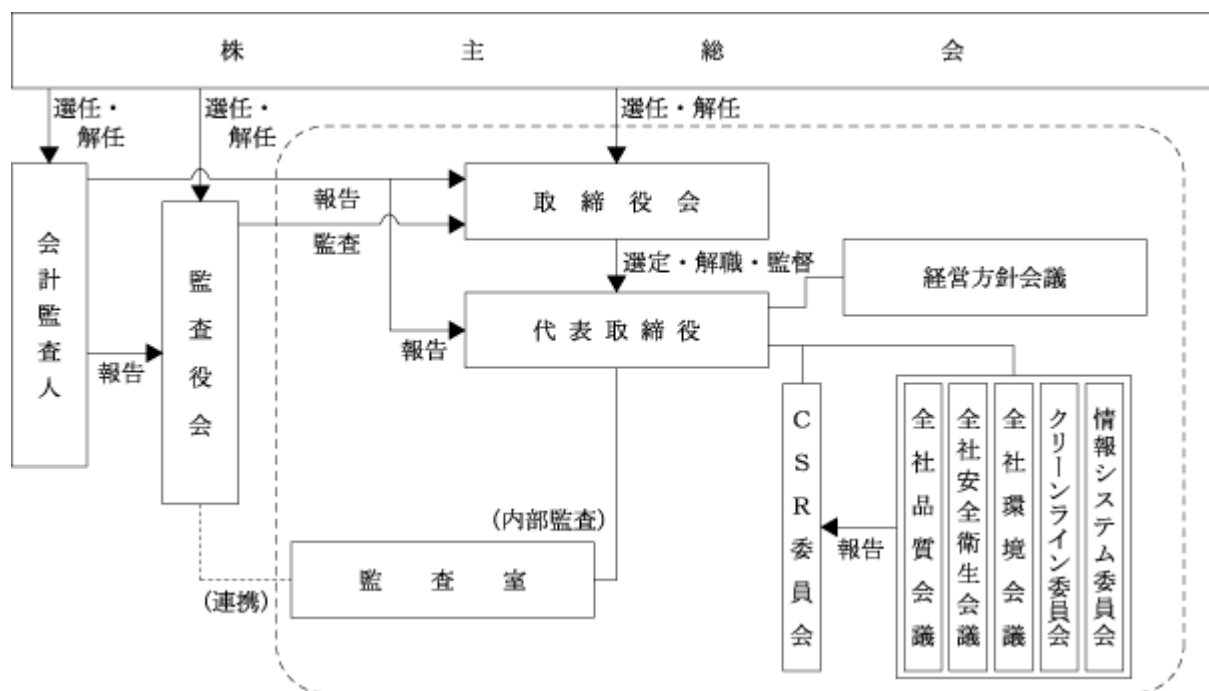 株主総会
選任・
解任
選任・
解任
選任・解任
会計監査人
監査役会
報告
監査
取締役会
選定・解職・監督
経営方針会議
代表取締役
報告
報告
(内部監査)
監査室
(連携)
CSR委員会
報告
全社品質会議
全社安全衛生会議
全社環境会議
クリーンライン委員会
情報システム委員会